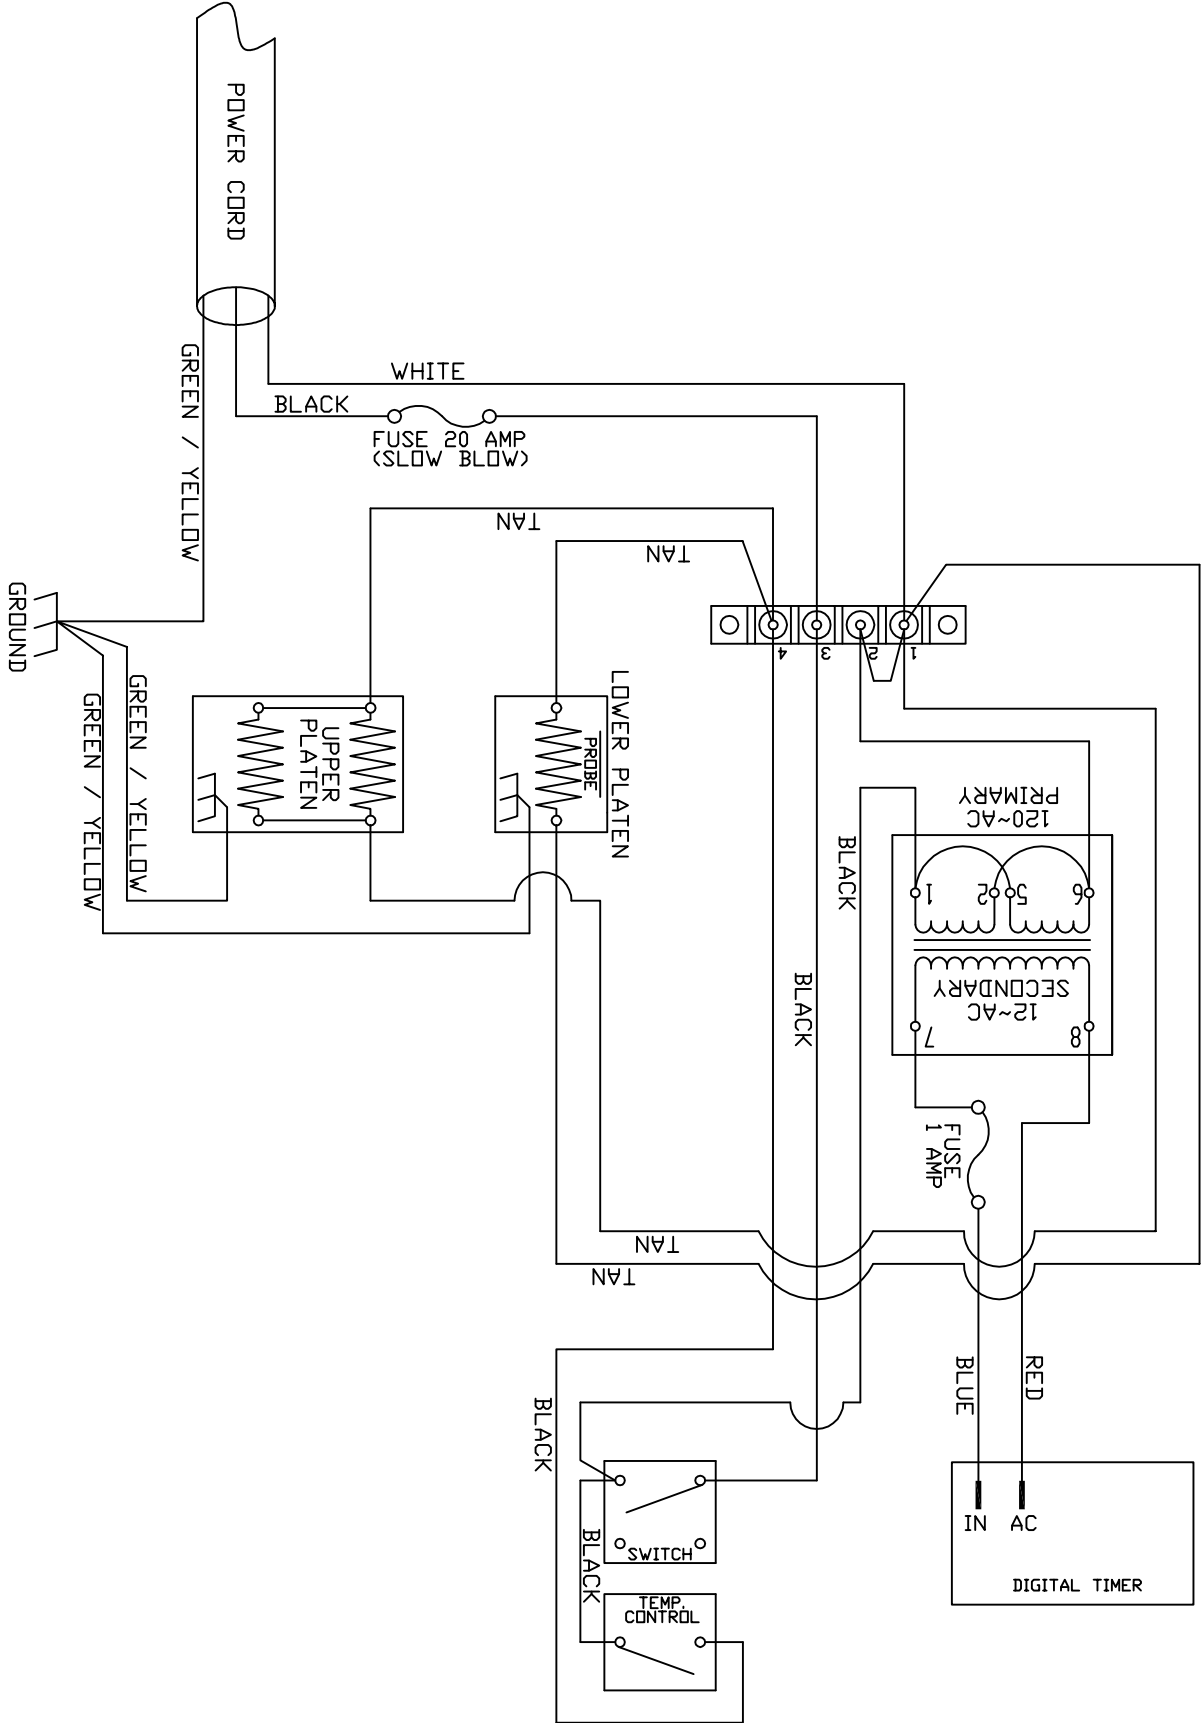 POWER CORD
WHITE
BLACK
FUSE 20 AMP
(SLOW BLOW)
GREEN / YELLOW
GROUND
TAN
TAN
4
3
2
1
GREEN / YELLOW
GREEN / YELLOW
UPPER
PLATEN
LOWER PLATEN
PROBE
BLACK
BLACK
120~AC
PRIMARY
1
2
5
6
SECONDARY
12~AC
7
8
FUSE
1 AMP
TAN
TAN
BLUE
RED
BLACK
IN
AC
DIGITAL TIMER
SWITCH
BLACK
TEMP.
CONTROL